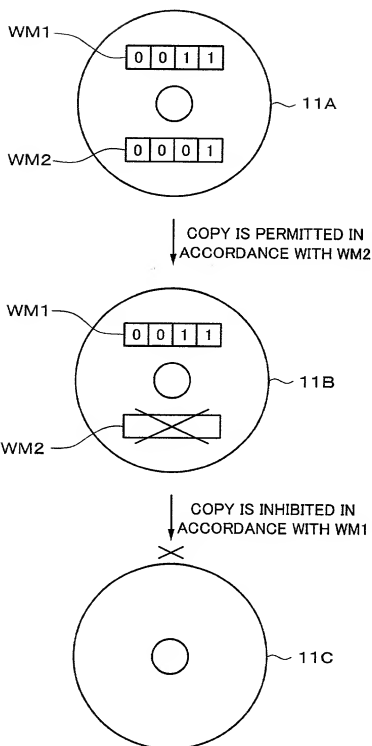 WM1
0 0 1 1
11A
WM2
0 0 0 1
COPY IS PERMITTED IN
ACCORDANCE WITH WM2
WM1
0 0 1 1
11B
WM2
COPY IS INHIBITED IN
ACCORDANCE WITH WM1
11C